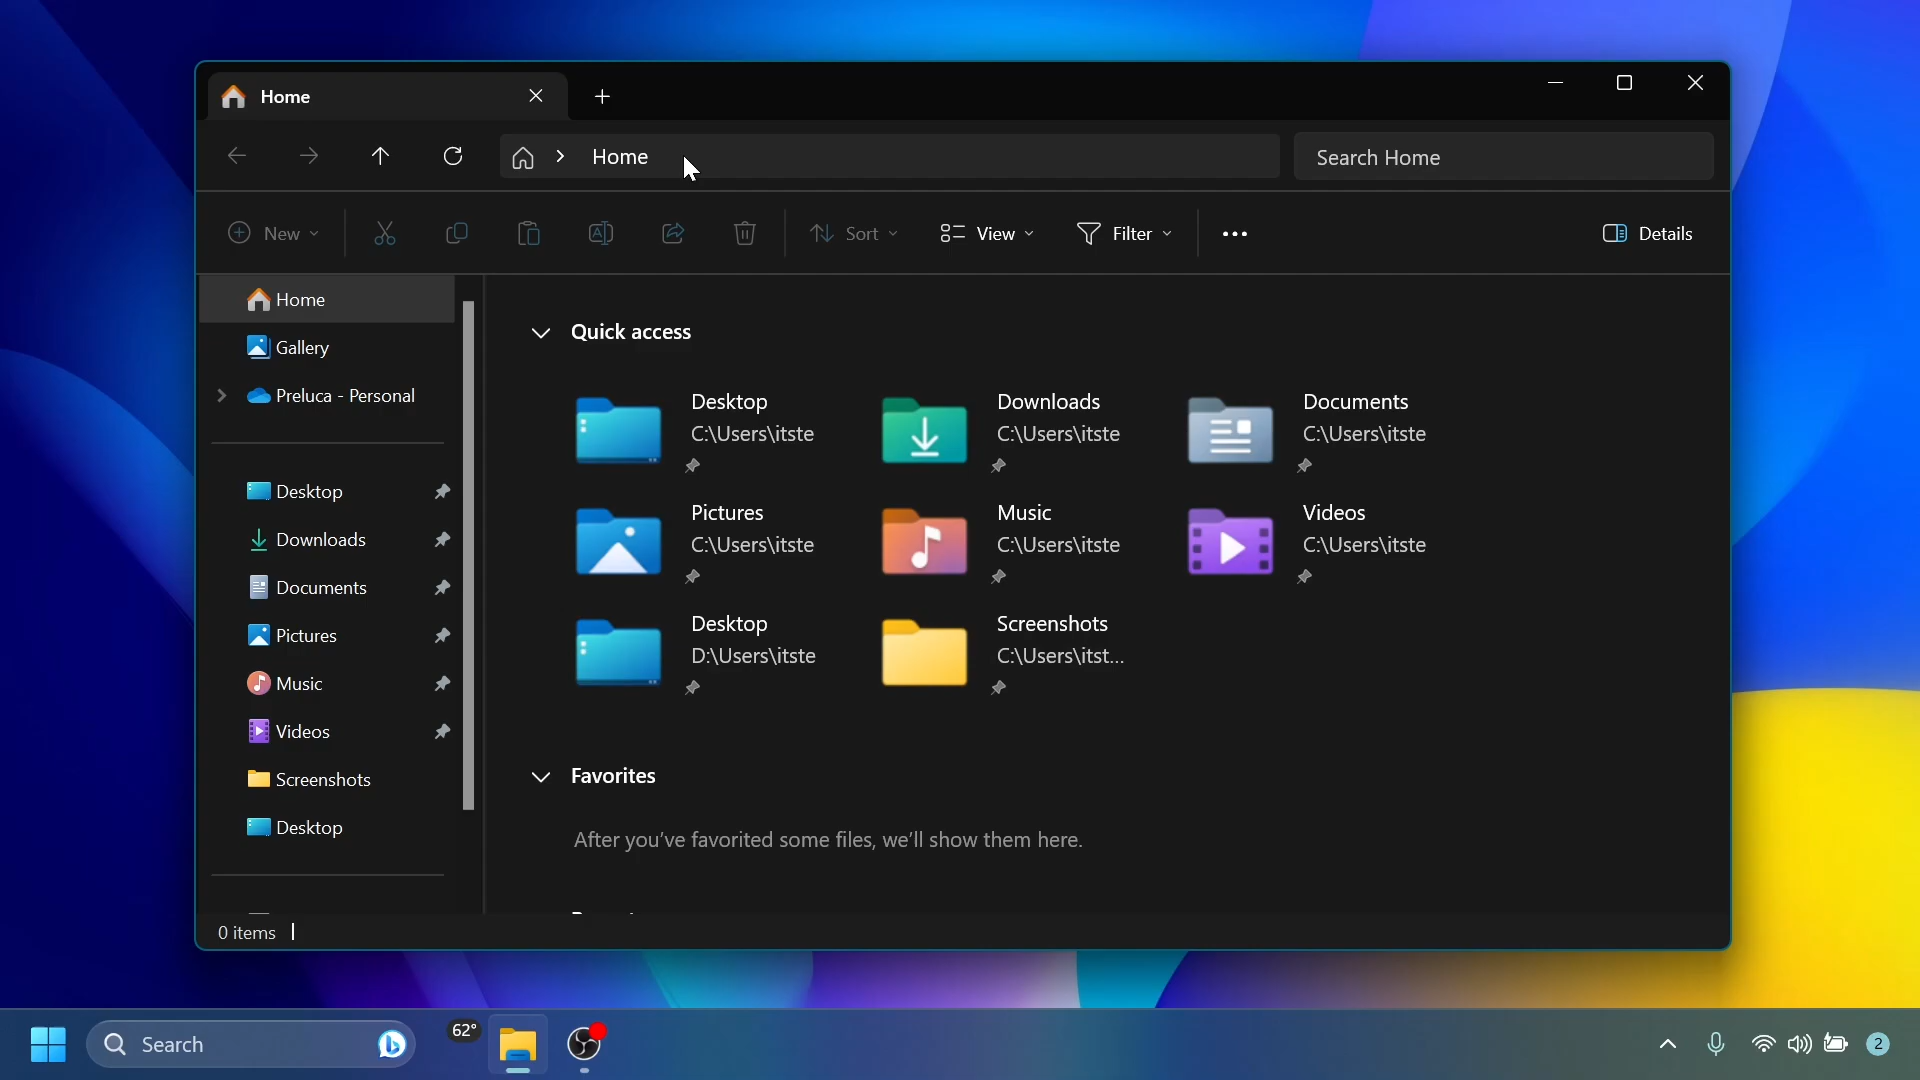 Home
Home
Search Home
New
Sort
View
Filter
Details
Home
Gallery
Preluca - Personal
Desktop
Downloads
Documents
Pictures
Music
Videos
Screenshots
Desktop
Quick access
Desktop
C:\Users\itste
Downloads
C:\Users\itste
Documents
C:\Users\itste
Pictures
C:\Users\itste
Music
C:\Users\itste
Videos
C:\Users\itste
Desktop
D:\Users\itste
Screenshots
C:\Users\itst...
Favorites
After you've favorited some files, we'll show them here.
0 items
Search
62°
2